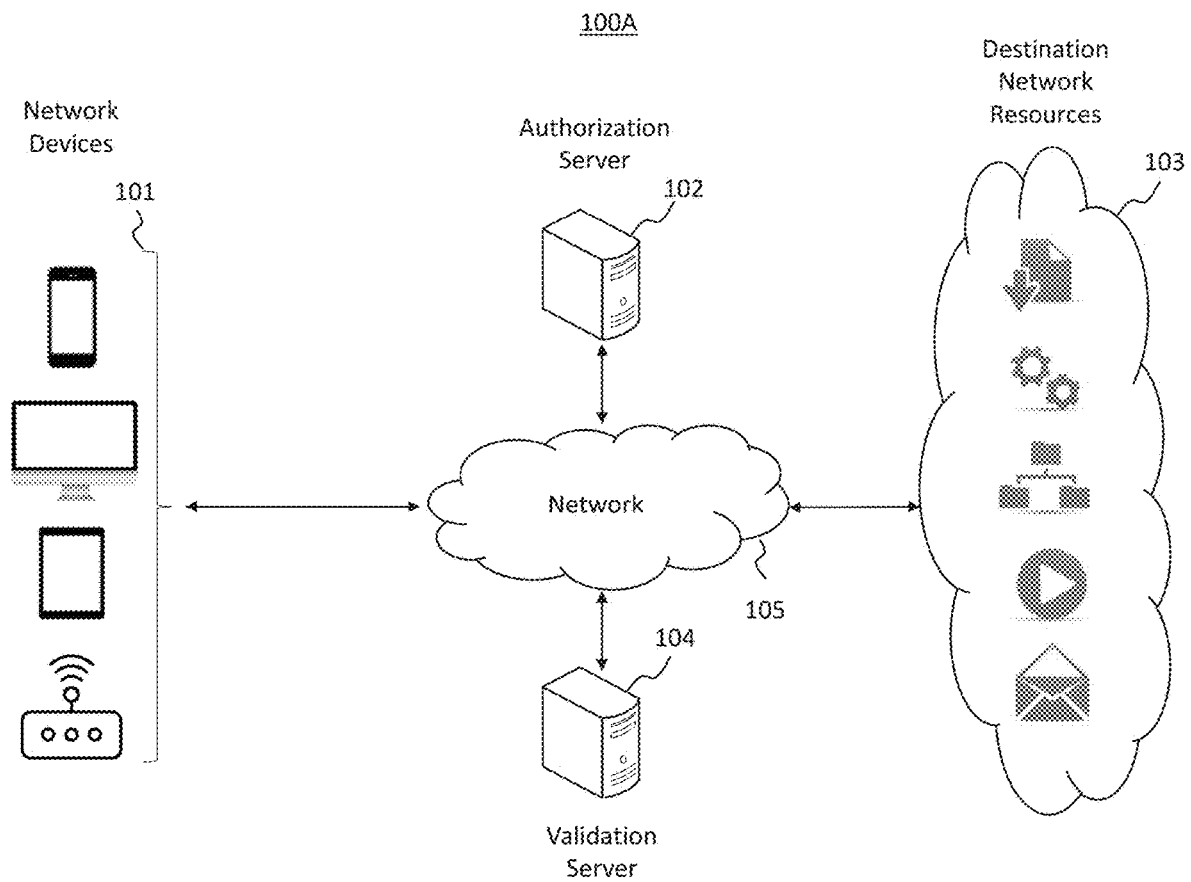 100A
Destination
Network
Resources
Network
Devices
Authorization
Server
101
102
103
Network
105
104
Validation
Server